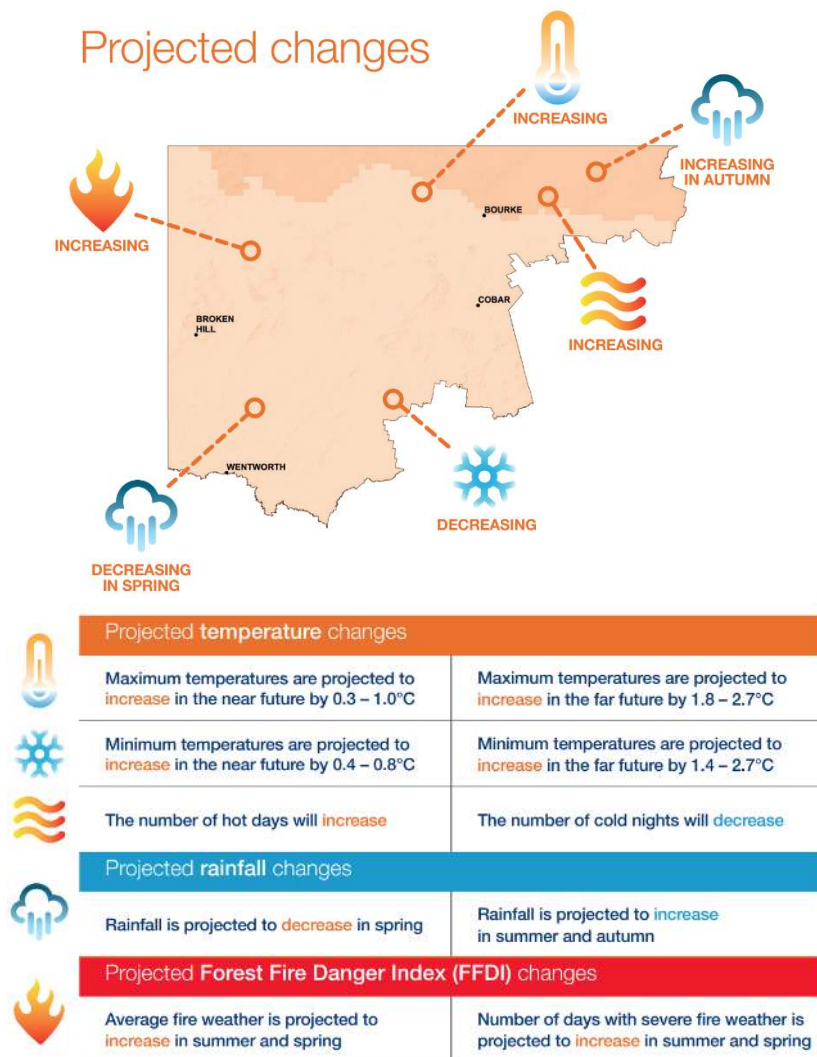 Projected changes
INCREASING
INCREASING
IN AUTUMN
INCREASING
BOURKE
COBAR
BROKEN
HILL
INCREASING
WENTWORTH
DECREASING
DECREASING
IN SPRING
Projected temperature changes
Maximum temperatures are projected to
increase in the near future by 0.3 – 1.0°C
Maximum temperatures are projected to
increase in the far future by 1.8 – 2.7°C
Minimum temperatures are projected to
increase in the near future by 0.4 – 0.8°C
Minimum temperatures are projected to
increase in the far future by 1.4 – 2.7°C
The number of hot days will increase
The number of cold nights will decrease
Projected rainfall changes
Rainfall is projected to decrease in spring
Rainfall is projected to increase
in summer and autumn
Projected Forest Fire Danger Index (FFDI) changes
Average fire weather is projected to
increase in summer and spring
Number of days with severe fire weather is
projected to increase in summer and spring